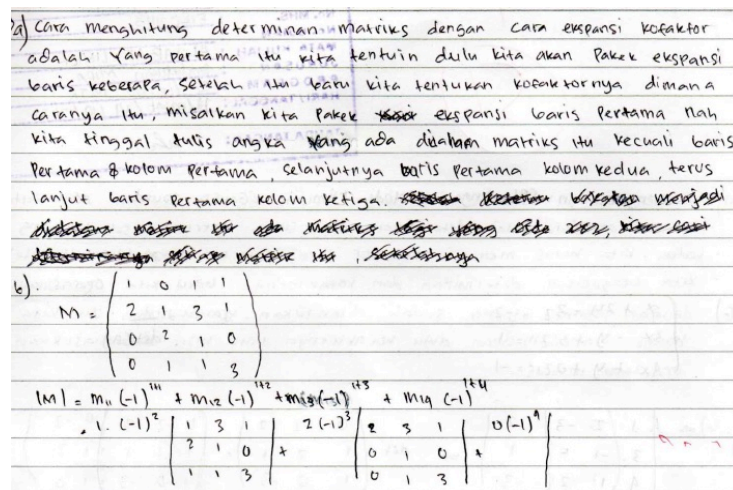 2a) Cara menghitung determinan matriks dengan cara ekspansi kofaktor
adalah yang pertama itu kita tentuin dulu kita akan pakek ekspansi
baris keberapa, setelah itu baru kita tentukan kofaktornya dimana
caranya itu misalkan kita pakek ekspansi baris pertama nah
kita tinggal tulis angka yang ada didalam matriks itu kecuali baris
pertama & kolom pertama, selanjutnya baris pertama kolom kedua, terus
lanjut baris pertama kolom ketiga.
b).
M = ( 1 0 1 1
2 1 3 1
0 2 1 0
0 1 1 3 )
|M| = m11 (-1)^1+1 + m12 (-1)^1+2 + m13 (-1)^1+3 + m14 (-1)^1+4
= 1. (-1)^2 | 1 3 1 | + 2 (-1)^3 | 2 3 1 | + 0 (-1)^4 |
2 1 0 0 1 0
1 1 3 0 1 3